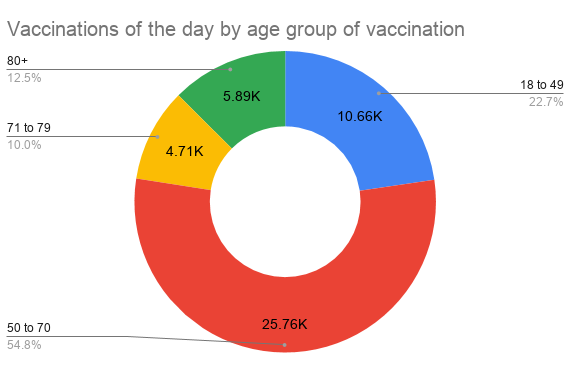 Vaccinations of the day by age group of vaccination
80+
12.5%
18 to 49
22.7%
5.89K
10.66K
71 to 79
10.0%
4.71K
25.76K
50 to 70
54.8%